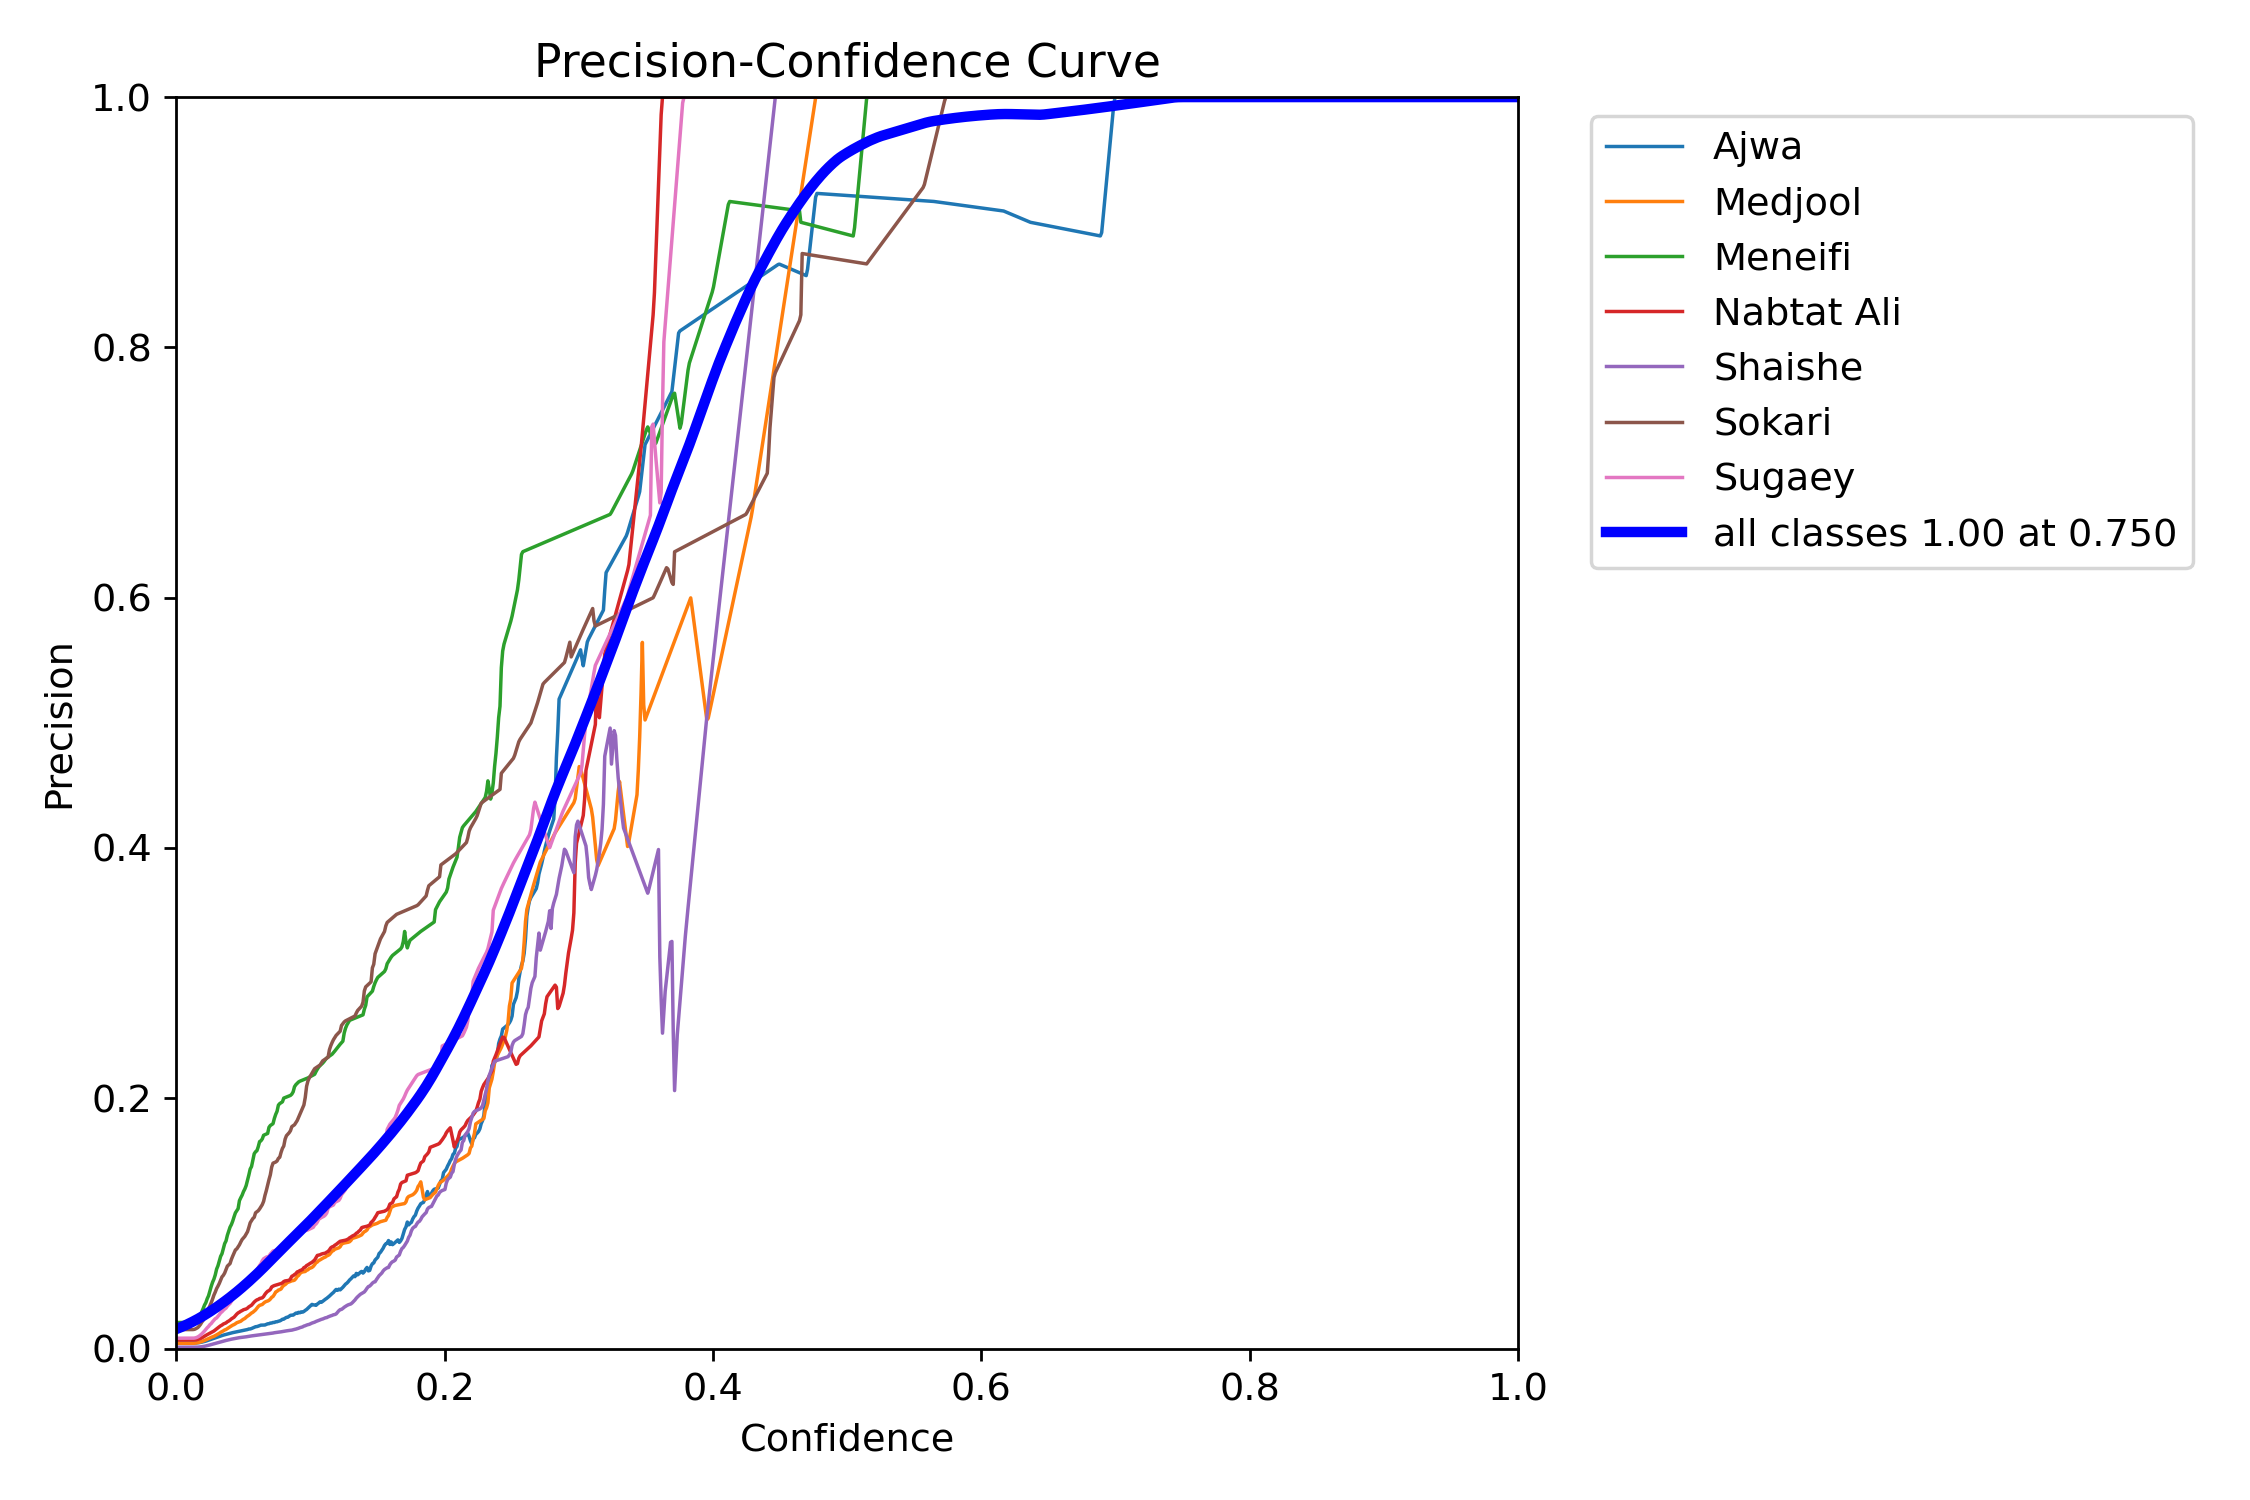 Precision-Confidence Curve
1.0
0.8
0.6
0.4
0.2
0.0
Precision
0.0 0.2 0.4 0.6 0.8 1.0
Confidence
Ajwa
Medjool
Meneifi
Nabtat Ali
Shaishe
Sokari
Sugaey
all classes 1.00 at 0.750